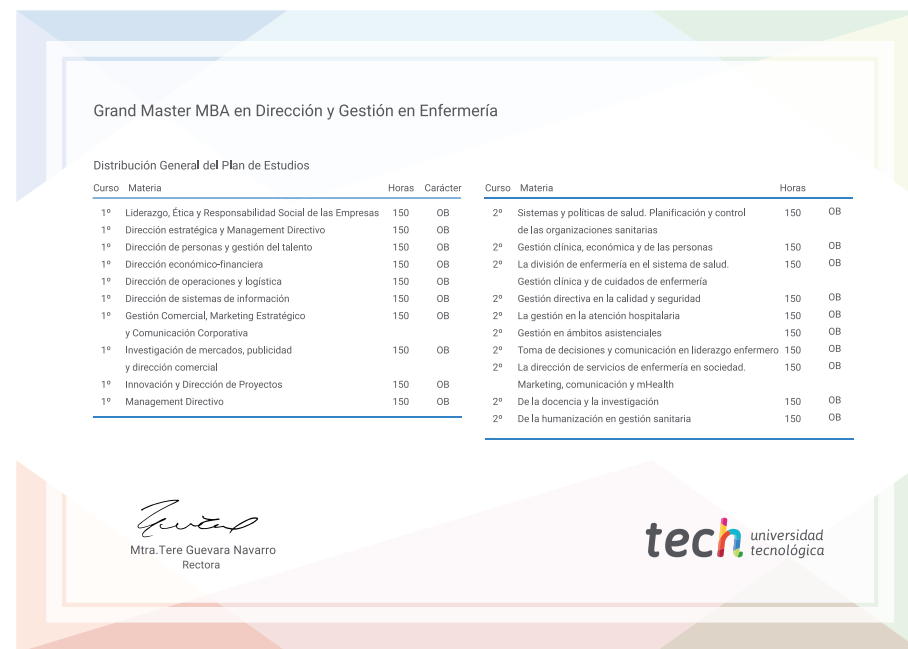 Grand Master MBA en Dirección y Gestión en Enfermería
Distribución General del Plan de Estudios
Curso Materia Horas Carácter
1º Liderazgo, Ética y Responsabilidad Social de las Empresas 150 OB
1º Dirección estratégica y Management Directivo 150 OB
1º Dirección de personas y gestión del talento 150 OB
1º Dirección económico-financiera 150 OB
1º Dirección de operaciones y logística 150 OB
1º Dirección de sistemas de información 150 OB
1º Gestión Comercial, Marketing Estratégico 150 OB
y Comunicación Corporativa
1º Investigación de mercados, publicidad 150 OB
y dirección comercial
1º Innovación y Dirección de Proyectos 150 OB
1º Management Directivo 150 OB
Curso Materia Horas
2º Sistemas y políticas de salud. Planificación y control 150 OB
de las organizaciones sanitarias
2º Gestión clínica, económica y de las personas 150 OB
2º La división de enfermería en el sistema de salud. 150 OB
Gestión clínica y de cuidados de enfermería
2º Gestión directiva en la calidad y seguridad 150 OB
2º La gestión en la atención hospitalaria 150 OB
2º Gestión en ámbitos asistenciales 150 OB
2º Toma de decisiones y comunicación en liderazgo enfermero 150 OB
2º La dirección de servicios de enfermería en sociedad. 150 OB
Marketing, comunicación y mHealth
2º De la docencia y la investigación 150 OB
2º De la humanización en gestión sanitaria 150 OB
Mtra.Tere Guevara Navarro
Rectora
tech universidad
tecnológica